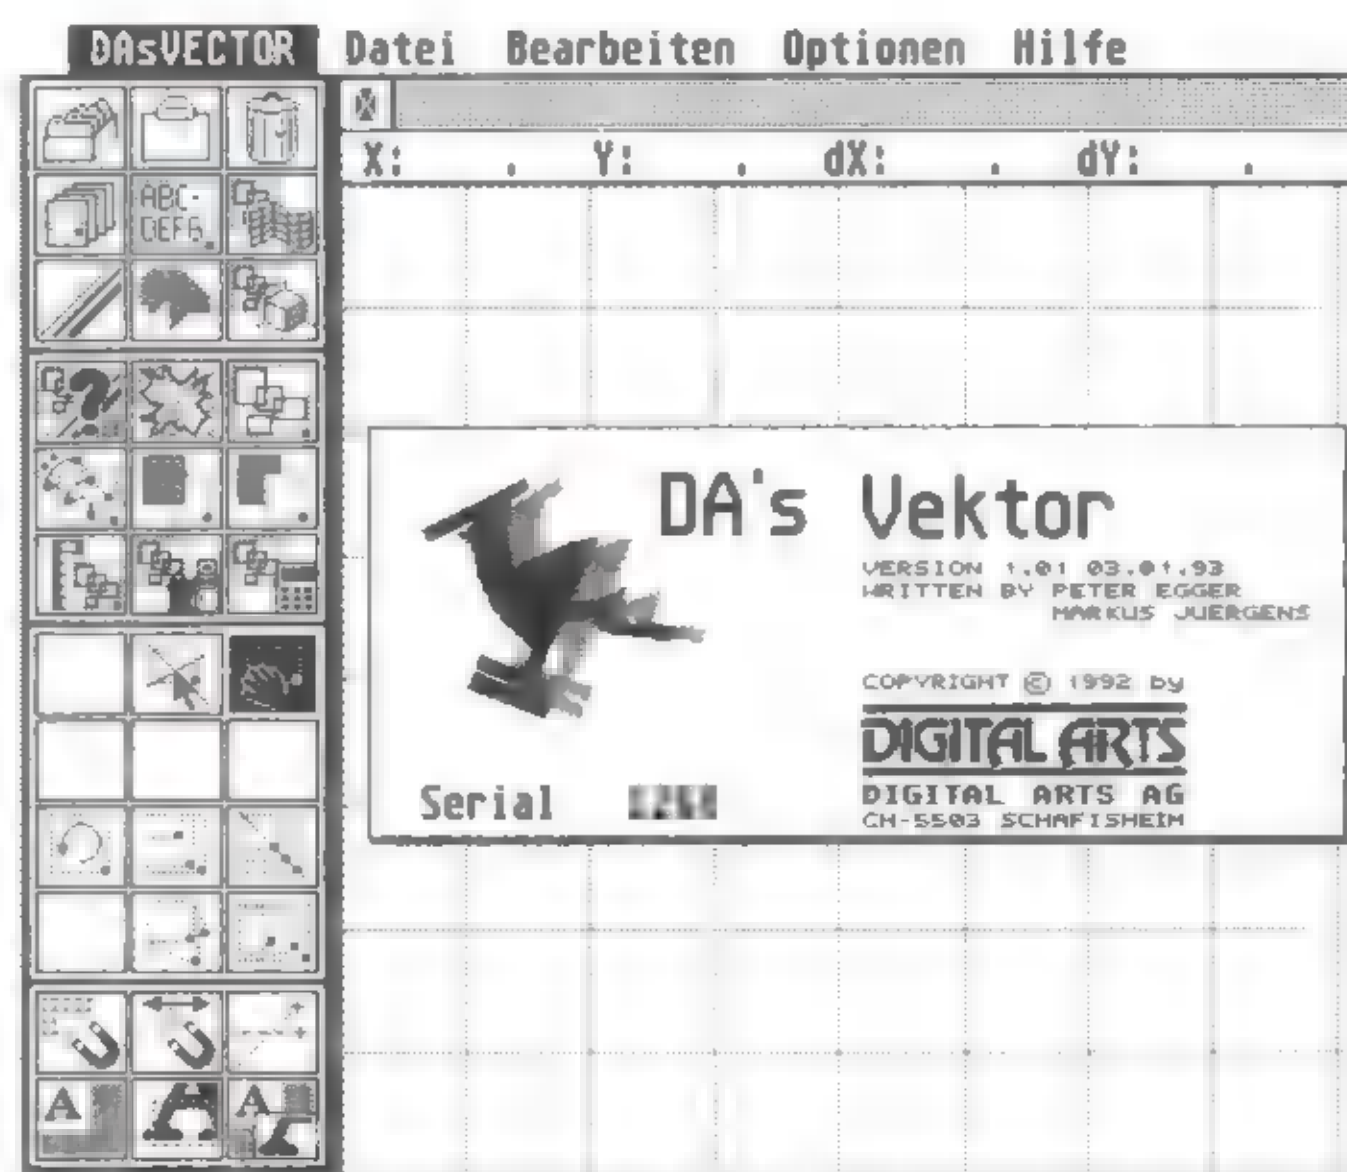 DAsVECTOR Datei Bearbeiten Optionen Hilfe
X: . Y: . dX: . dY: .
ABC-
DEFG
DA's Vektor
VERSION 1.01 03.01.93
WRITTEN BY PETER EGGER
MARKUS JUERGENS
COPYRIGHT © 1992 by
DIGITAL ARTS
Serial
DIGITAL ARTS AG
CH-5503 SCHAFISHEIM
A A A